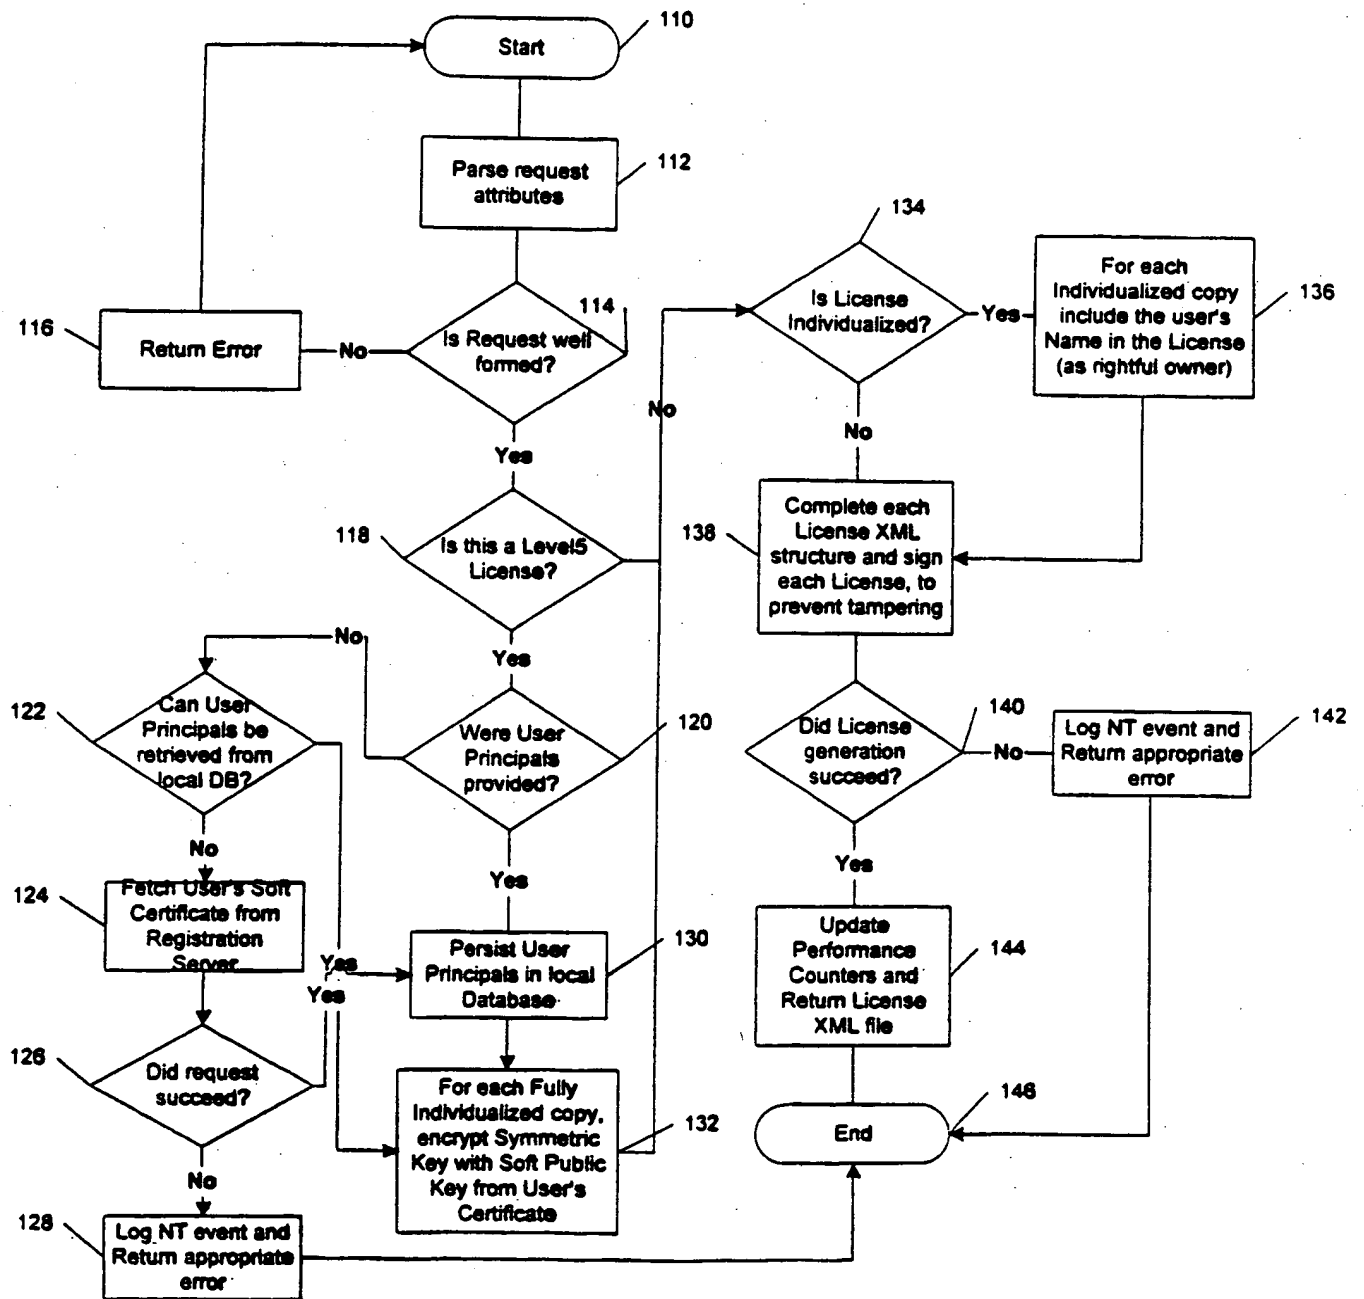 110
Start
112
Parse request
attributes
114
Is Request well
formed?
No
116
Return Error
Yes
118
Is this a Level5
License?
No
Yes
120
Were User
Principals
provided?
No
122
Can User
Principals be
retrieved from
local DB?
No
124
Fetch User's Soft
Certificate from
Registration
Server
Yes
Yes
Yes
130
Persist User
Principals in local
Database
126
Did request
succeed?
No
128
Log NT event and
Return appropriate
error
132
For each Fully
Individualized copy,
encrypt Symmetric
Key with Soft Public
Key from User's
Certificate
134
Is License
Individualized?
Yes
136
For each
Individualized copy
include the user's
Name in the License
(as rightful owner)
No
138
Complete each
License XML
structure and sign
each License, to
prevent tampering
140
Did License
generation
succeed?
No
142
Log NT event and
Return appropriate
error
Yes
144
Update
Performance
Counters and
Return License
XML file
146
End